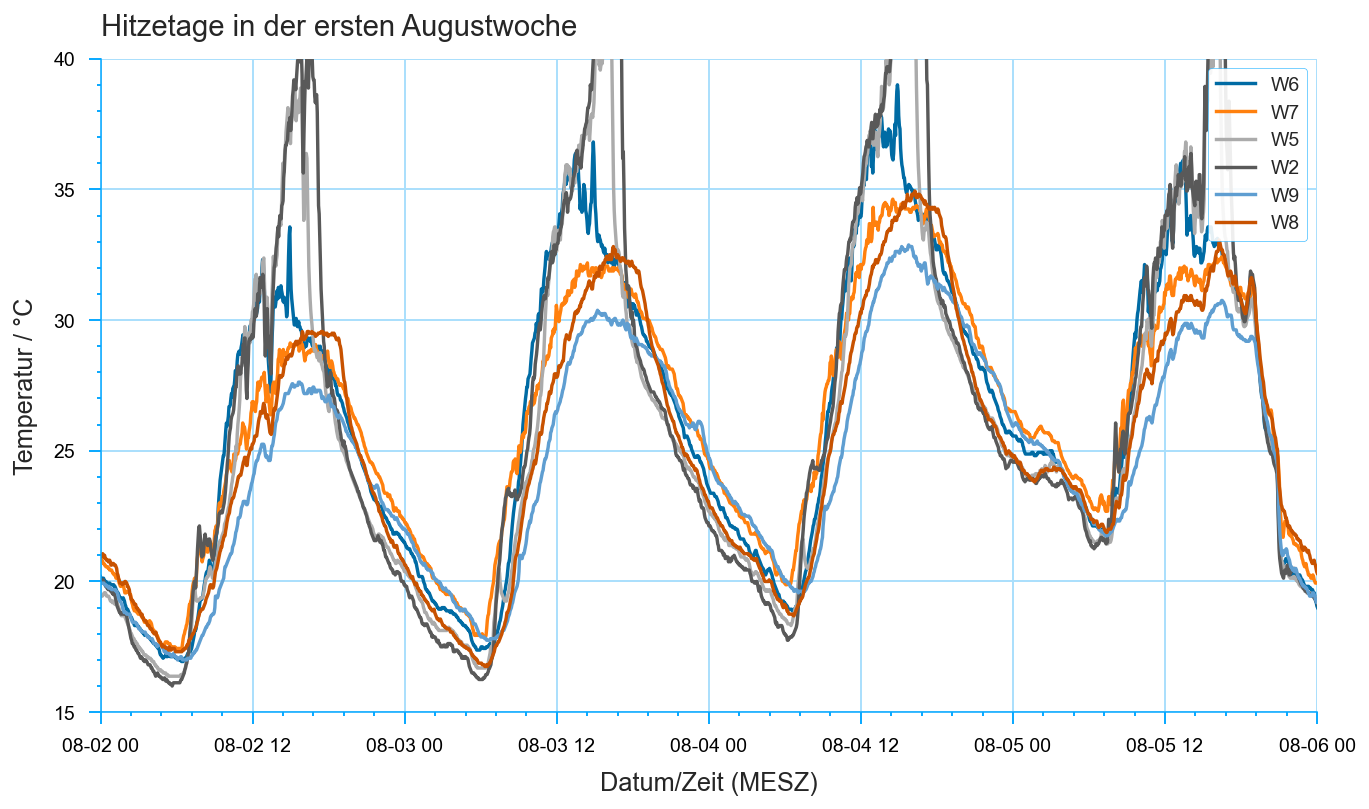 Hitzetage in der ersten Augustwoche
40
35
30
25
20
15
Temperatur / °C
W6
W7
W5
W2
W9
W8
08-02 00
08-02 12
08-03 00
08-03 12
08-04 00
08-04 12
08-05 00
08-05 12
08-06 00
Datum/Zeit (MESZ)